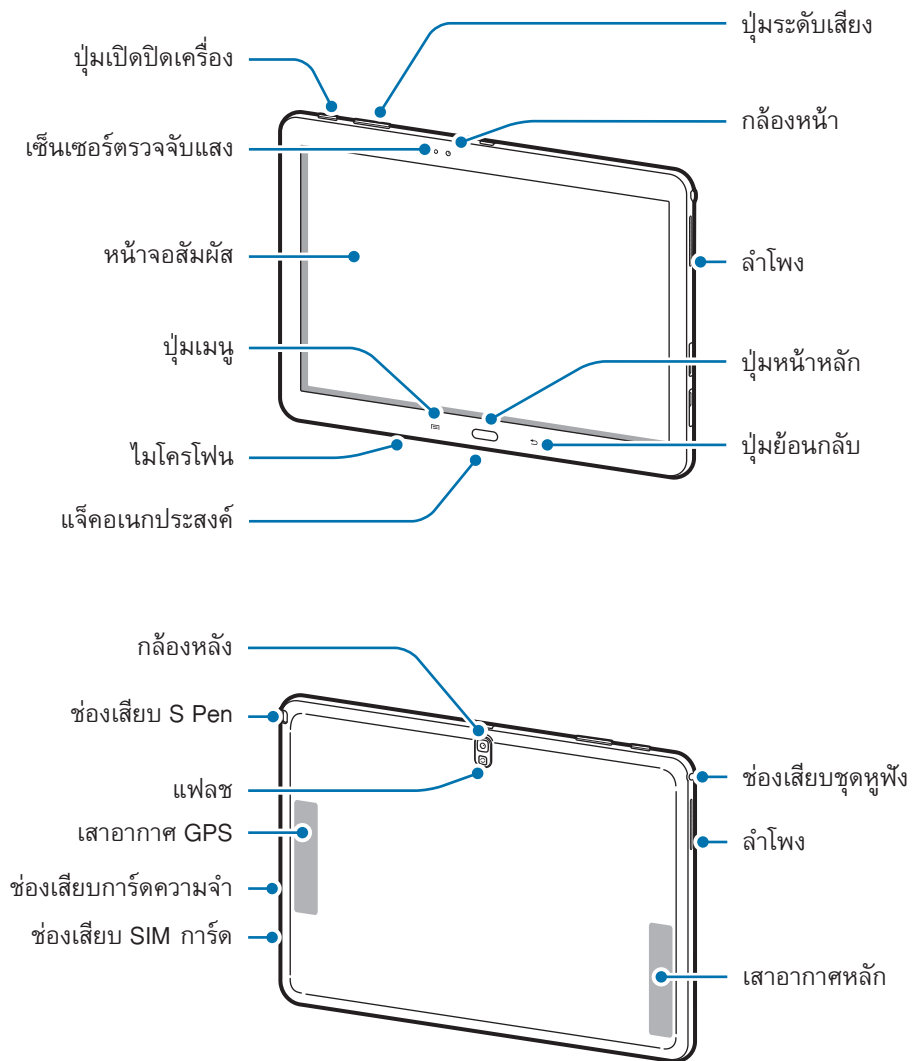 ปุ่มระดับเสียง
ปุ่มเปิดปิดเครื่อง
กล้องหน้า
เซ็นเซอร์ตรวจจับแสง
หน้าจอสัมผัส
ลำโพง
ปุ่มเมนู
ปุ่มหน้าหลัก
ไมโครโฟน
ปุ่มย้อนกลับ
แจ็คอเนกประสงค์
กล้องหลัง
ช่องเสียบ S Pen
ช่องเสียบชุดหูฟัง
แฟลช
เสาอากาศ GPS
ลำโพง
ช่องเสียบการ์ดความจำ
ช่องเสียบ SIM การ์ด
เสาอากาศหลัก